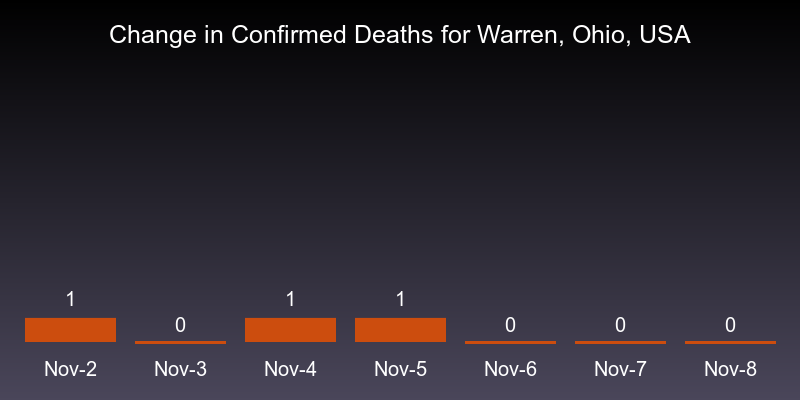 Change in Confirmed Deaths for Warren, Ohio, USA
1 0 1 1 0 0 0
Nov-2 Nov-3 Nov-4 Nov-5 Nov-6 Nov-7 Nov-8